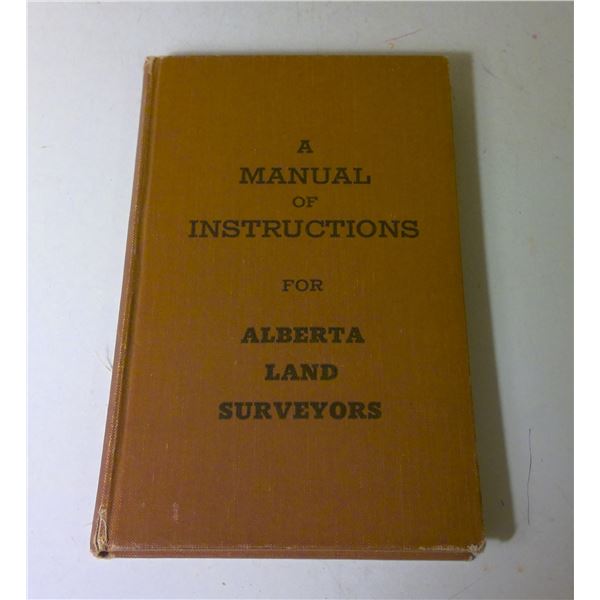 A
MANUAL
OF
INSTRUCTIONS
FOR
ALBERTA
LAND
SURVEYORS